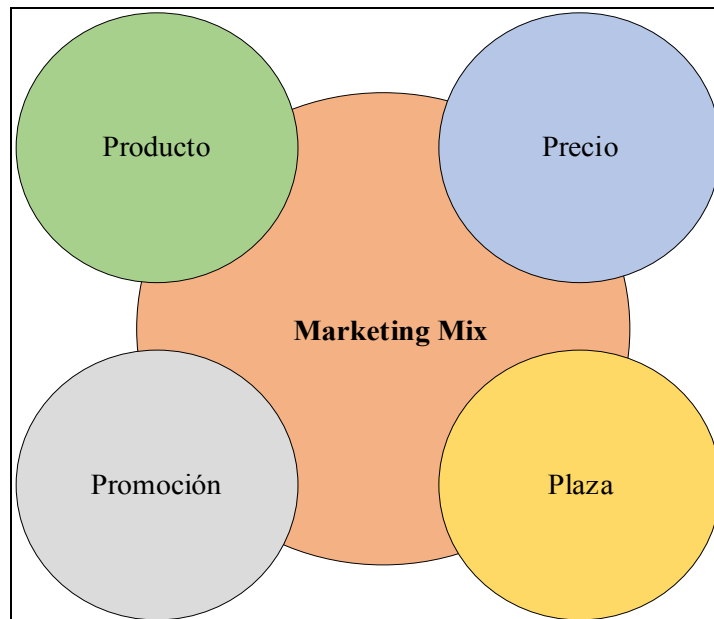 Producto
Precio
Marketing Mix
Promoción
Plaza